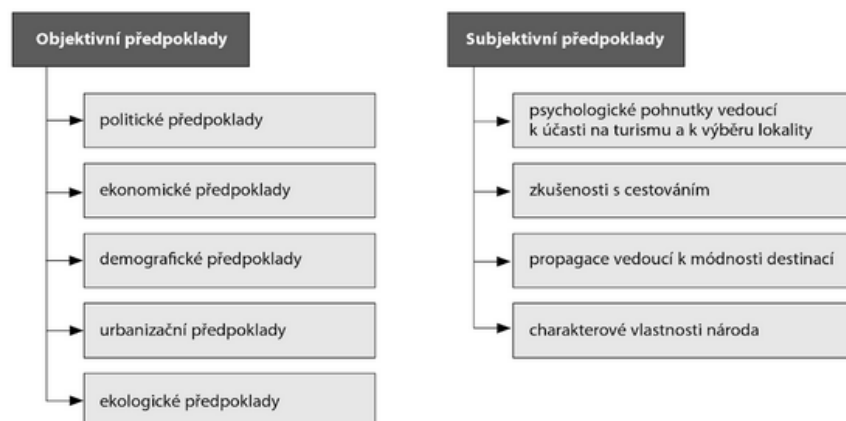 Objektivní předpoklady
politické předpoklady
ekonomické předpoklady
demografické předpoklady
urbanizační předpoklady
ekologické předpoklady
Subjektivní předpoklady
psychologické pohnutky vedoucí
k účasti na turismu a k výběru lokality
zkušenosti s cestováním
propagace vedoucí k módnosti destinací
charakterové vlastnosti národa